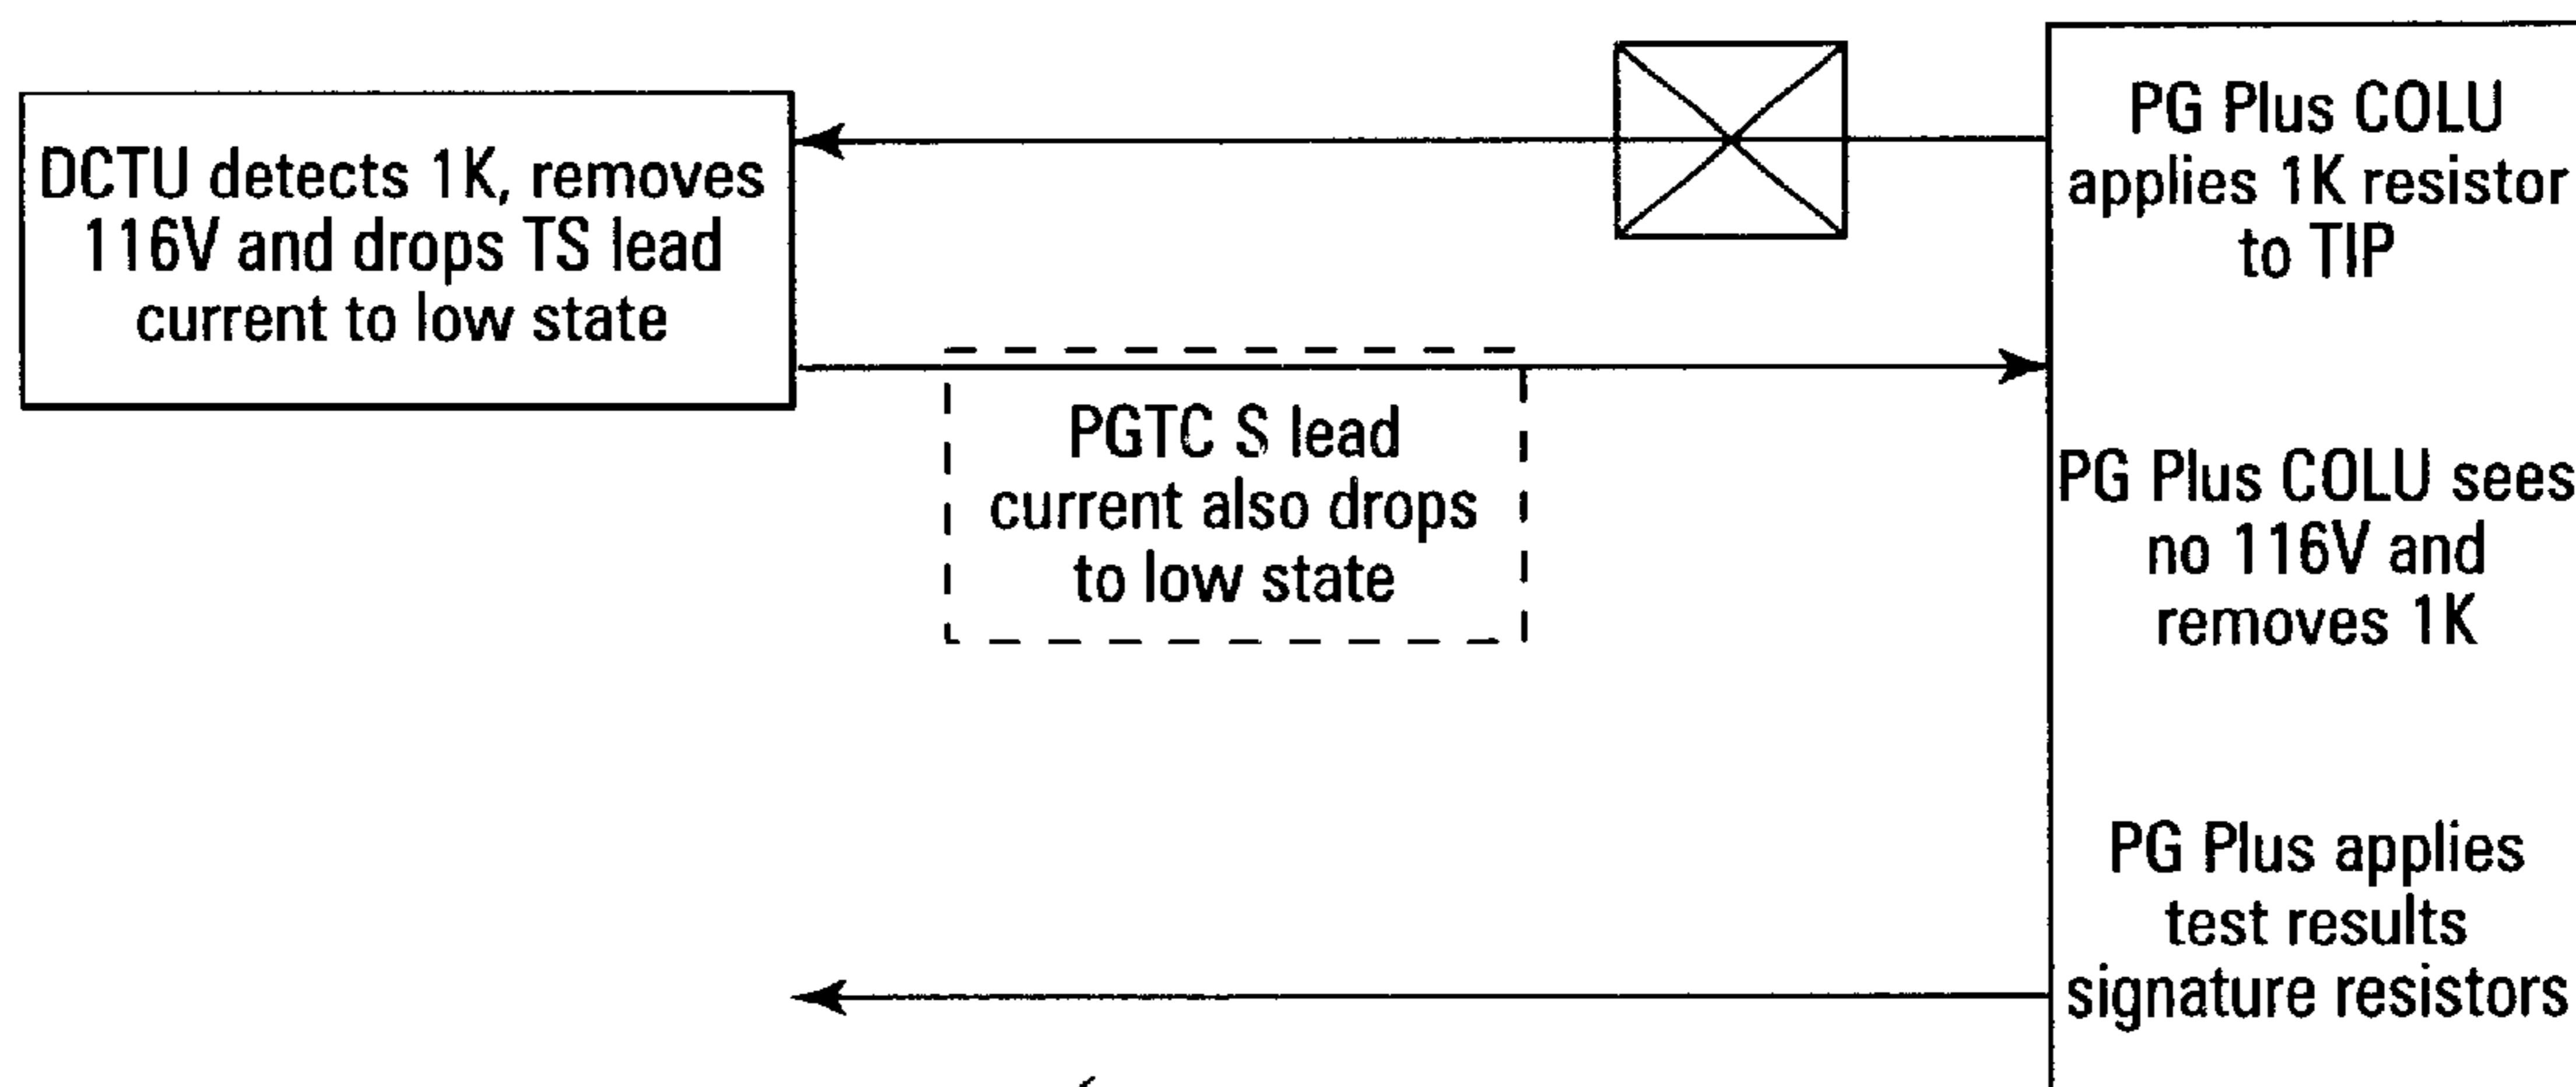 DCTU detects 1K, removes
116V and drops TS lead
current to low state
PGTC S lead
current also drops
to low state
PG Plus COLU
applies 1K resistor
to TIP
PG Plus COLU sees
no 116V and
removes 1K
PG Plus applies
test results
signature resistors